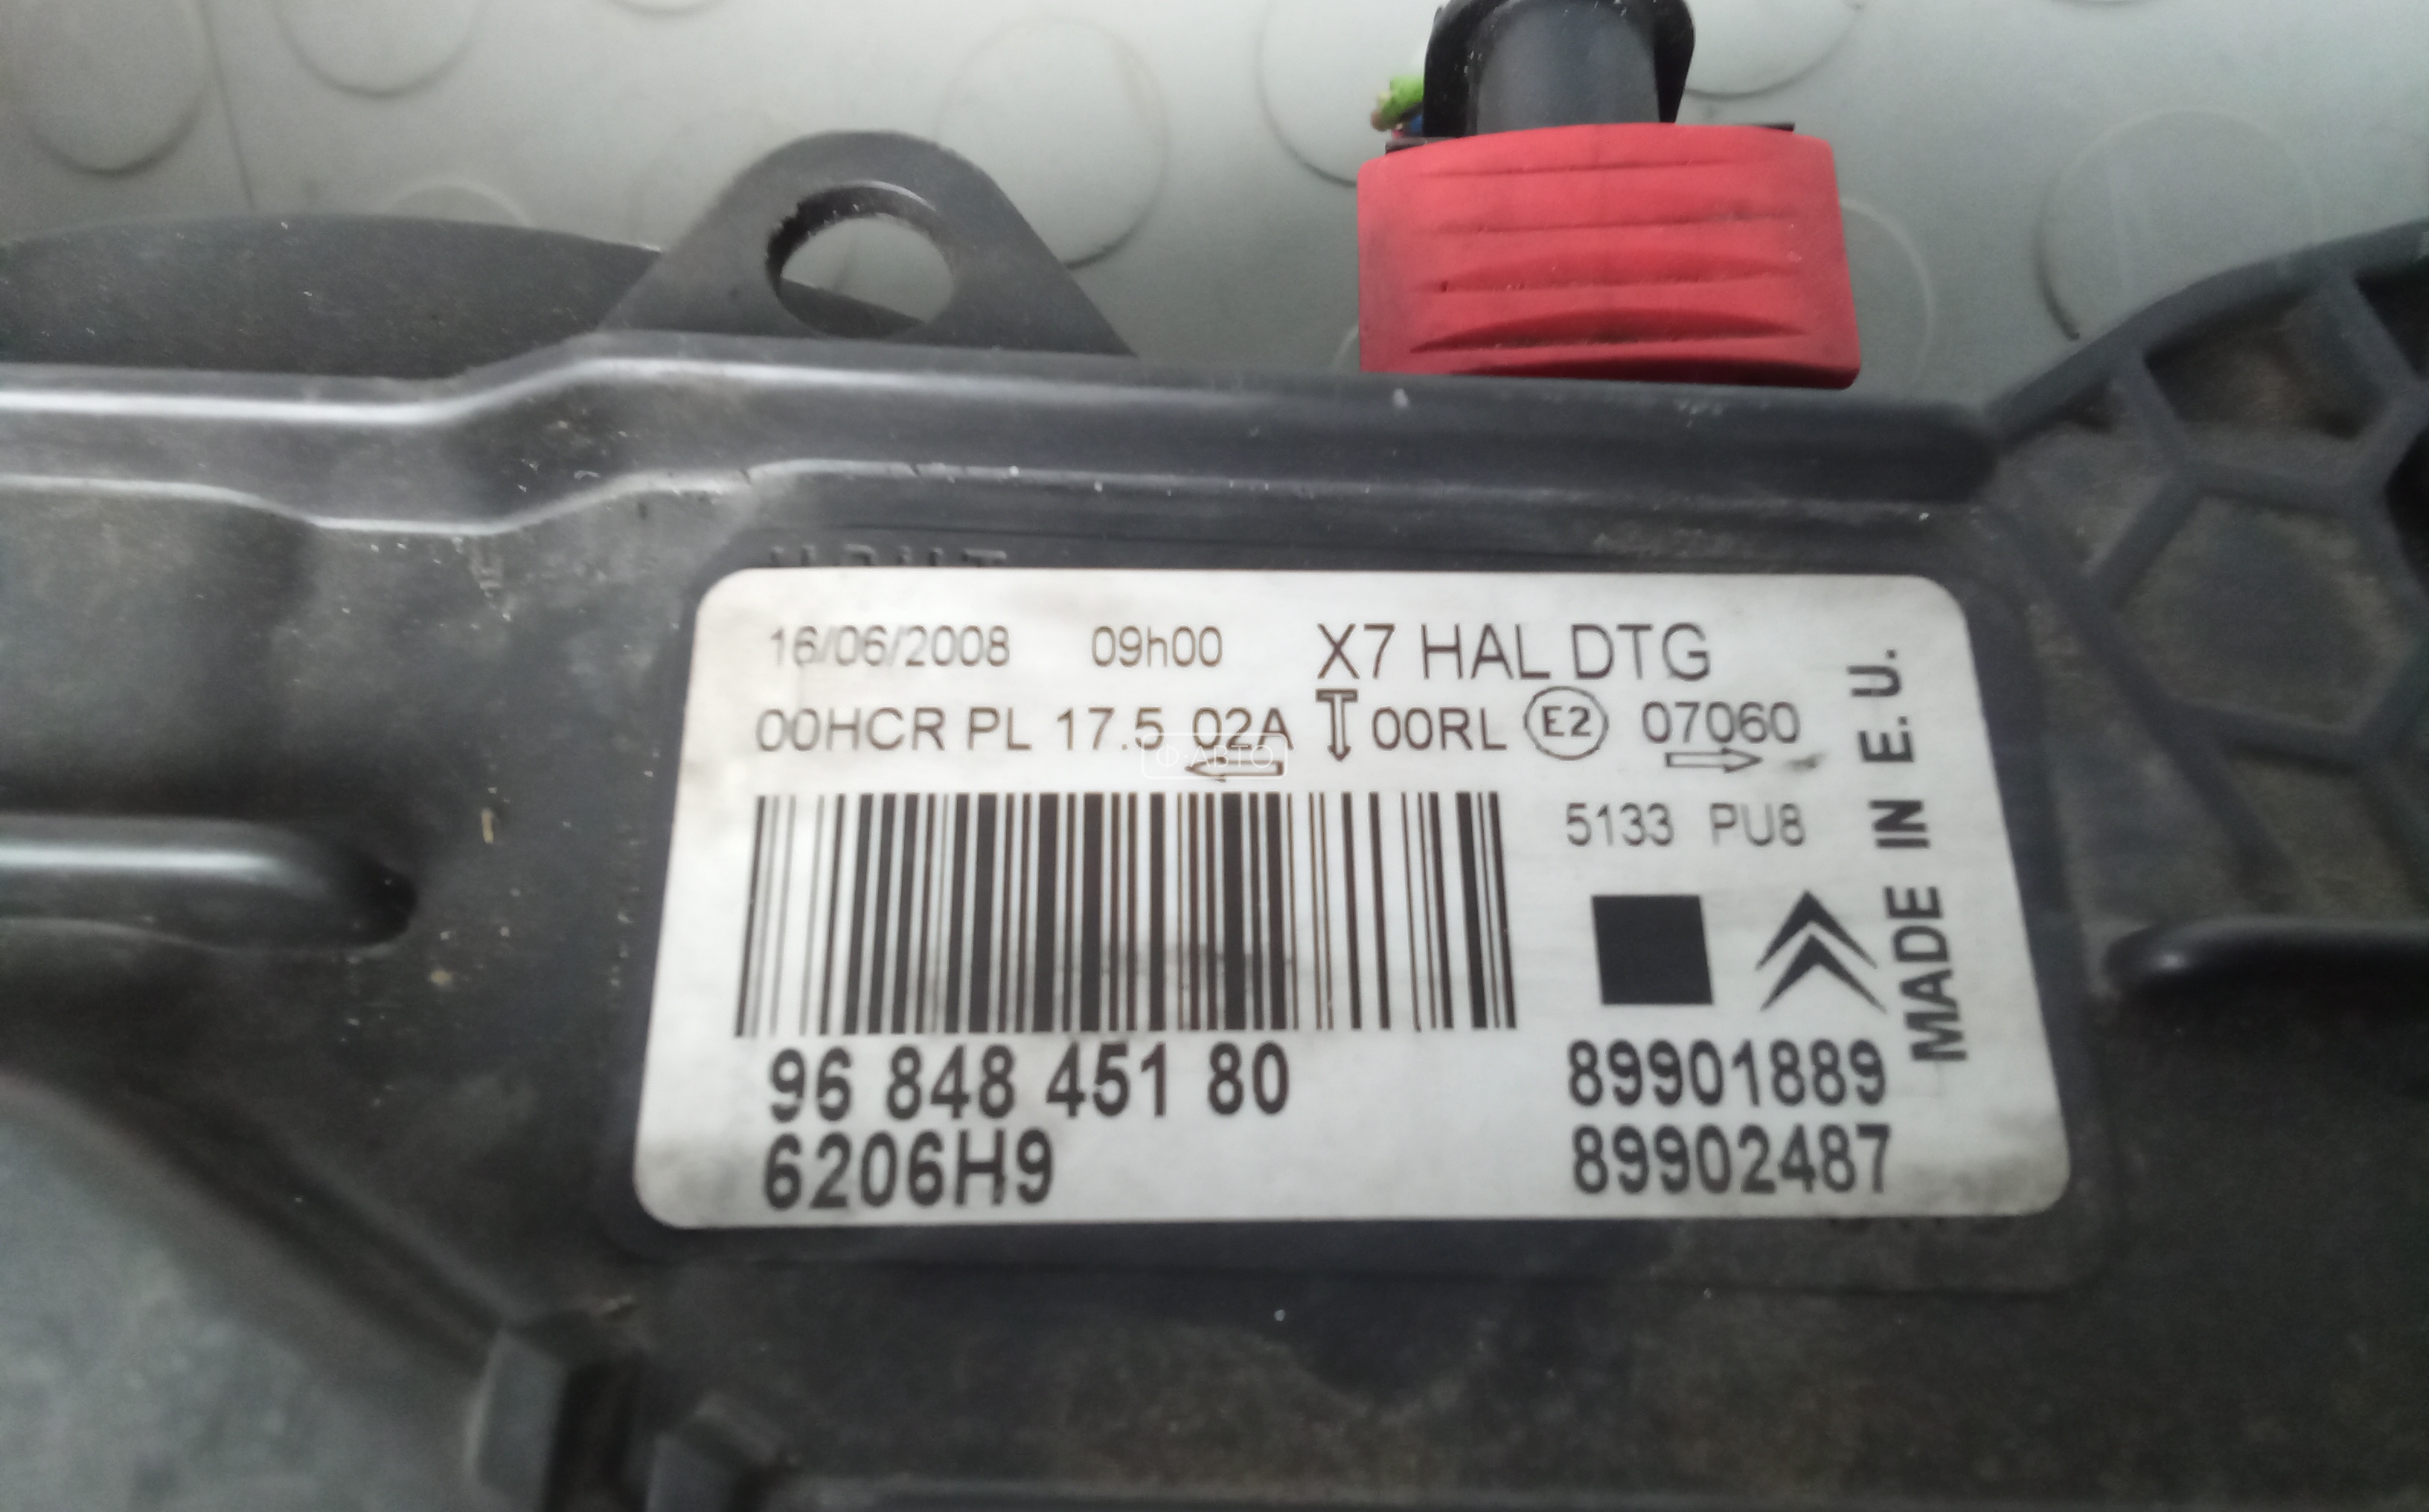 16/06/2008 09h00 X7 HAL DTG
00HCR PL 17.5 02A 00RL E2 07060
Ф-АВТО
5133 PU8
MADE IN E.U.
96 848 451 80 89901889
6206H9 89902487